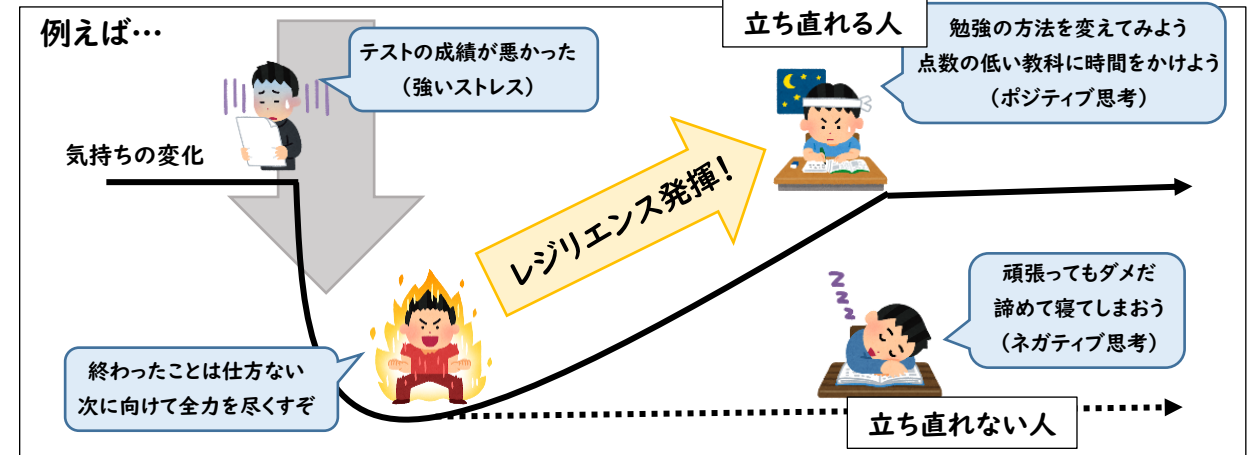 例えば…
テストの成績が悪かった
(強いストレス)
気持ちの変化
終わったことは仕方ない
次に向けて全力を尽くすぞ
レジリエンス発揮!
立ち直れる人
勉強の方法を変えてみよう
点数の低い教科に時間をかけよう
(ポジティブ思考)
z
z
z
z
頑張ってもダメだ
諦めて寝てしまおう
(ネガティブ思考)
立ち直れない人